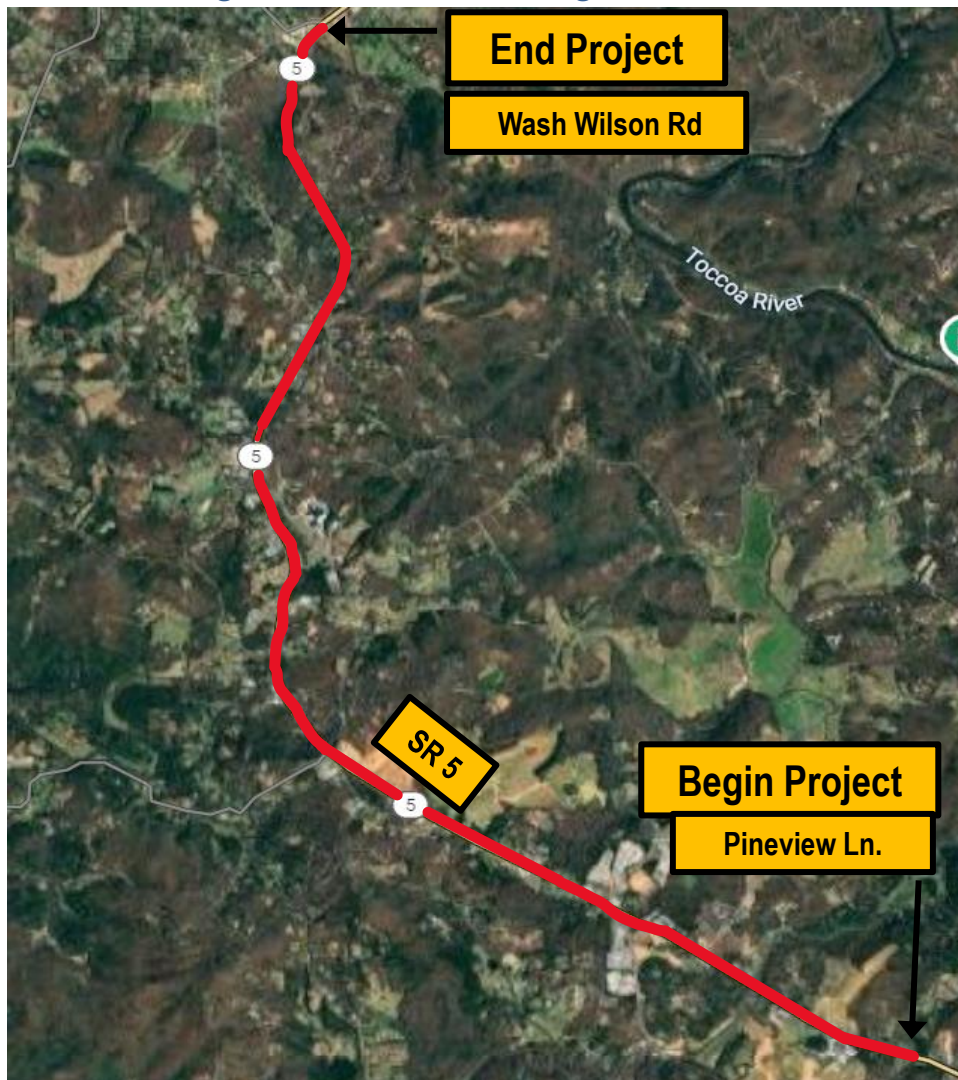 End Project
Wash Wilson Rd
5
Toccoa River
5
SR 5
5
Begin Project
Pineview Ln.